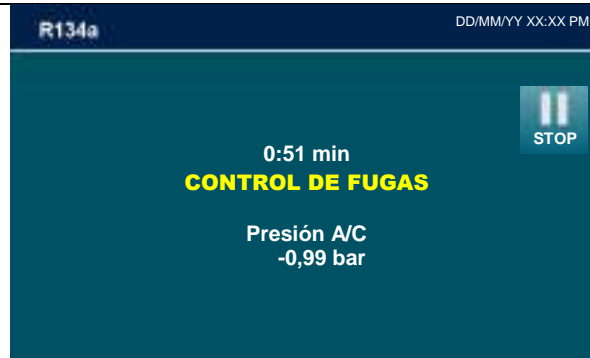 R134a
DD/MM/YY XX:XX PM
STOP
0:51 min
CONTROL DE FUGAS
Presión A/C
-0,99 bar